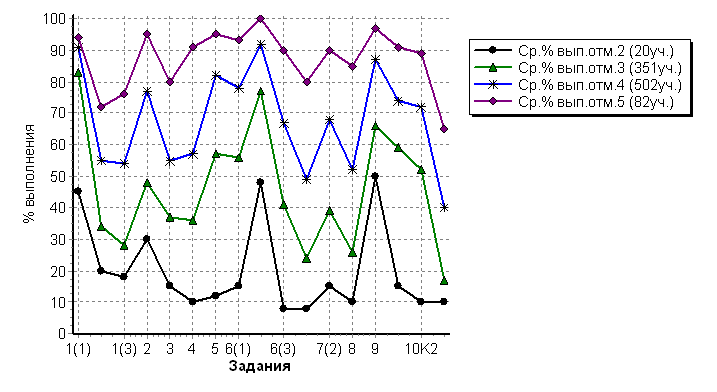 100
90
80
70
60
50
40
30
20
10
0
% выполнения
1(1) 1(3) 2 3 4 5 6(1) 6(3) 7(2) 8 9 10К2
Задания
Ср.% вып.отм.2 (20уч.)
Ср.% вып.отм.3 (351уч.)
Ср.% вып.отм.4 (502уч.)
Ср.% вып.отм.5 (82уч.)